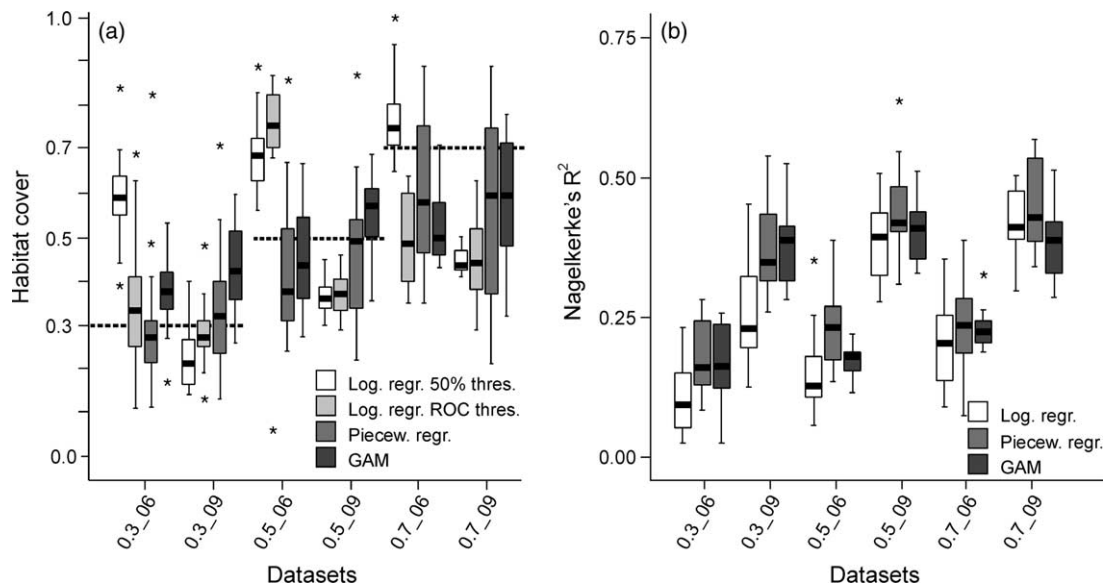 (a)
Habitat cover
1.0
0.7
0.5
0.3
0.0
Log. regr. 50% thres.
Log. regr. ROC thres.
Piecew. regr.
GAM
0.3_06
0.3_09
0.5_06
0.5_09
0.7_06
0.7_09
Datasets
(b)
Nagelkerke's R²
0.75
0.50
0.25
0.00
Log. regr.
Piecew. regr.
GAM
0.3_06
0.3_09
0.5_06
0.5_09
0.7_06
0.7_09
Datasets